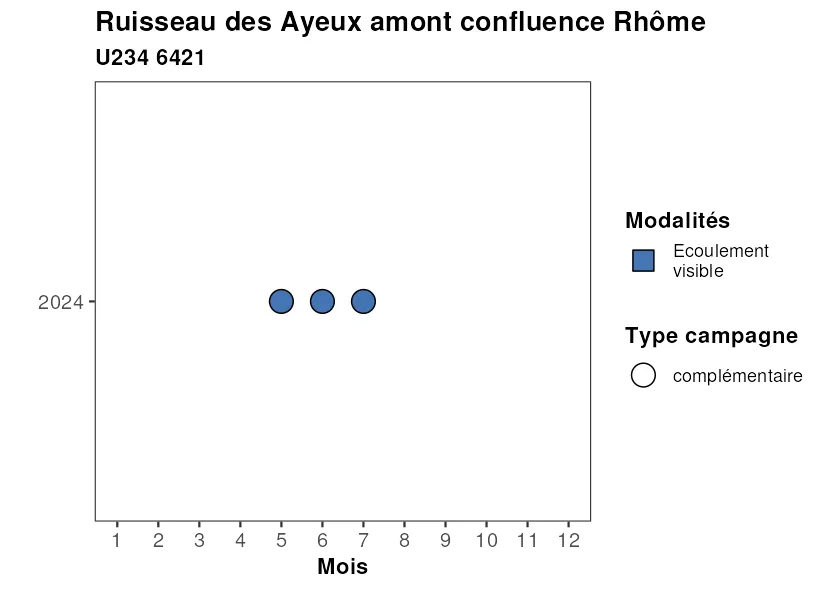 Ruisseau des Ayeux amont confluence Rhôme
U234 6421
2024
1 2 3 4 5 6 7 8 9 10 11 12
Mois
Modalités
Ecoulement
visible
Type campagne
complémentaire